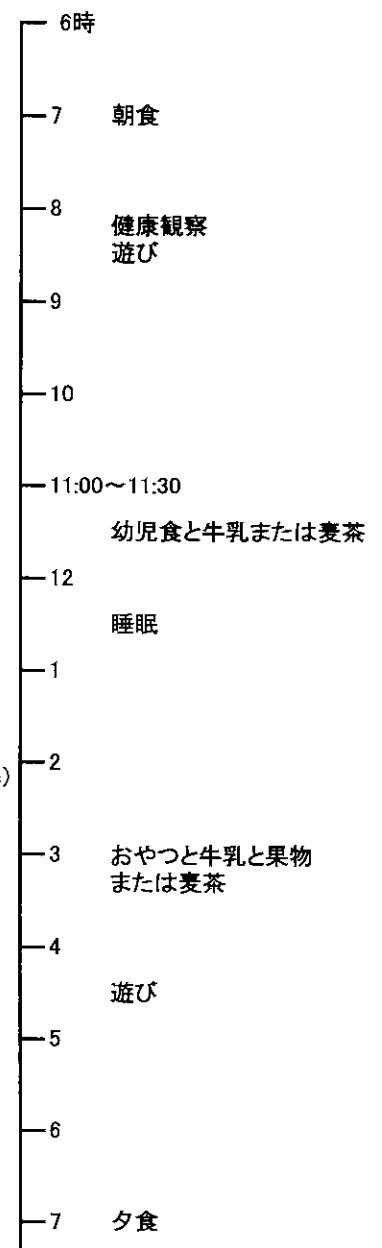 6時
7 朝食
8
健康観察
遊び
9
10
11:00～11:30
幼児食と牛乳または麦茶
12
睡眠
1
)
2
3 おやつと牛乳と果物
または麦茶
4
遊び
5
6
7 夕食